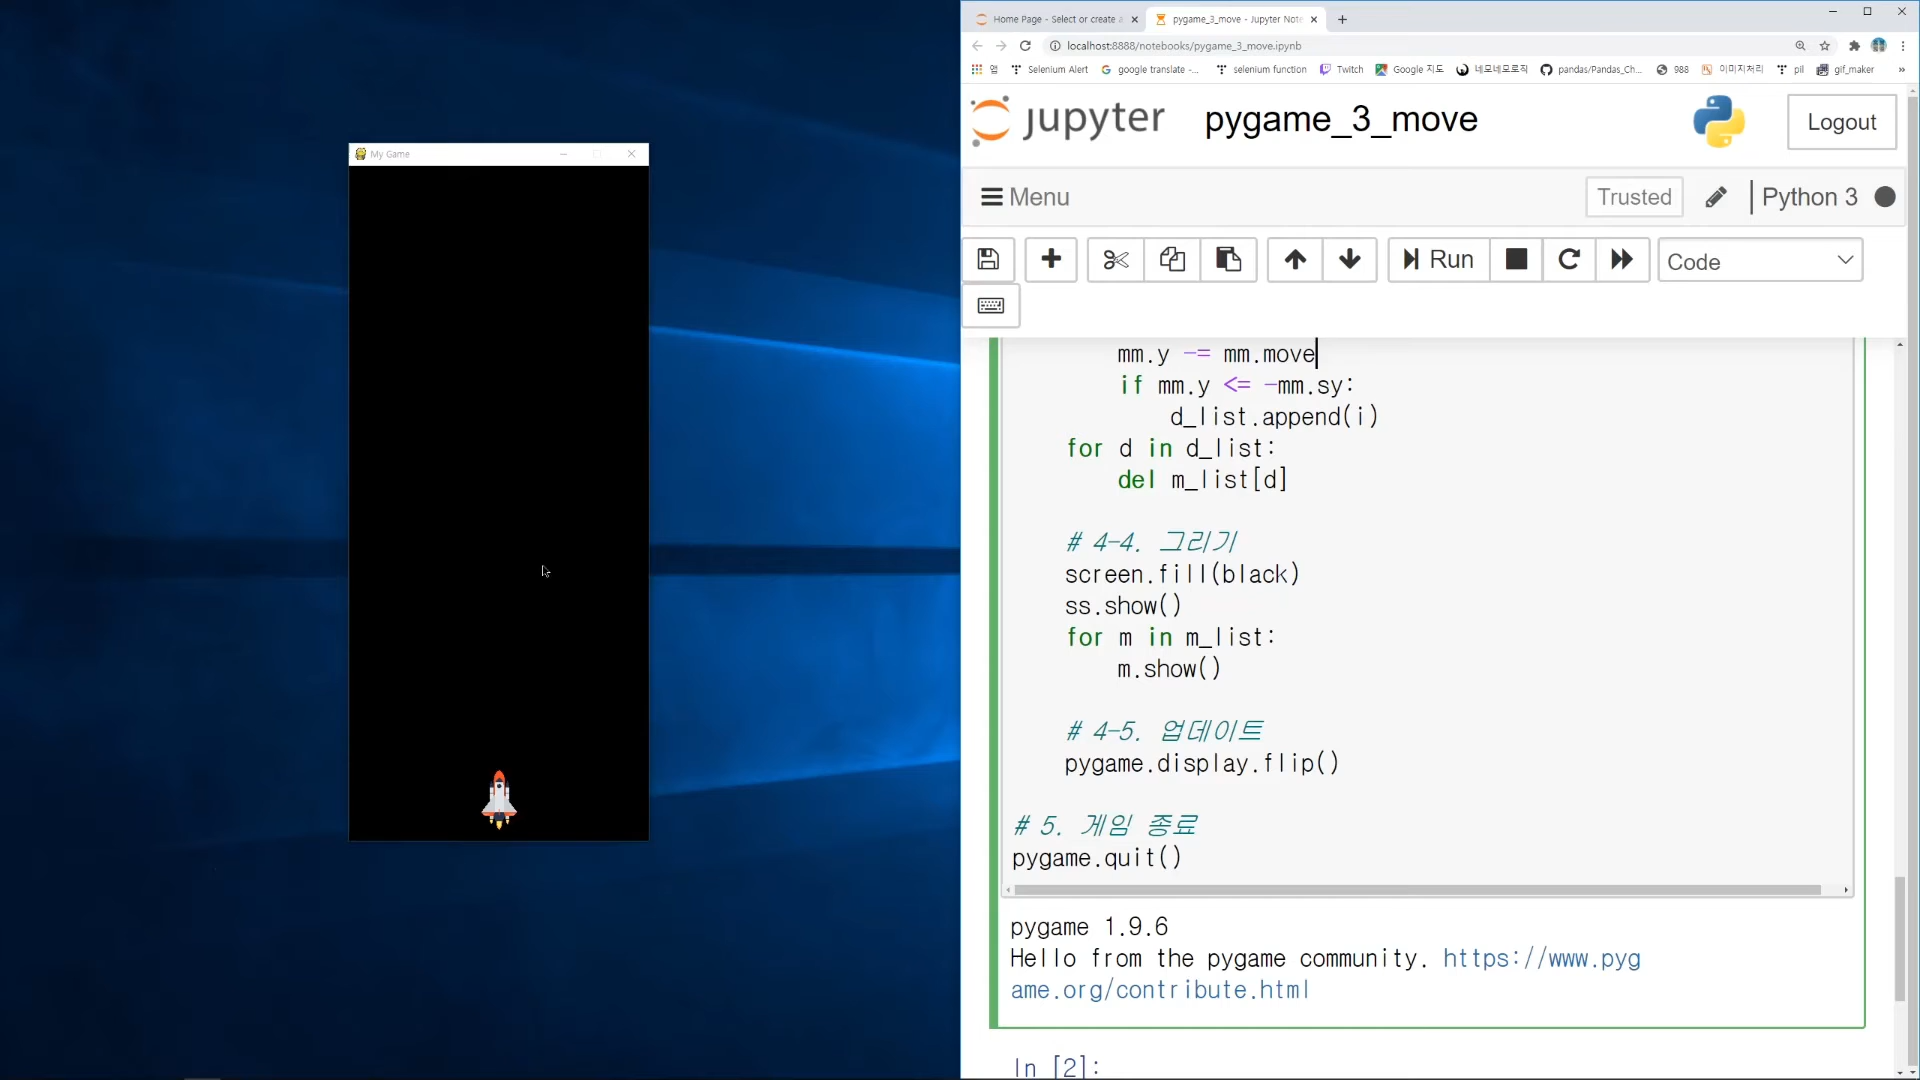 My Game
Home Page - Select or create a
pygame_3_move - Jupyter Not
localhost:8888/notebooks/pygame_3_move.ipynb
앱
Selenium Alert
google translate -...
selenium function
Twitch
Google 지도
네모네모로직
pandas/Pandas_Ch...
988
이미지처리
pil
gif_maker
»
jupyter
pygame_3_move
Logout
Menu
Trusted
Python 3
Run
Code
mm.y -= mm.move
if mm.y <= -mm.sy:
d_list.append(i)
for d in d_list:
del m_list[d]
# 4-4. 그리기
screen.fill(black)
ss.show()
for m in m_list:
m.show()
# 4-5. 업데이트
pygame.display.flip()
# 5. 게임 종료
pygame.quit()
pygame 1.9.6
Hello from the pygame community. https://www.pyg
ame.org/contribute.html
In [2]: